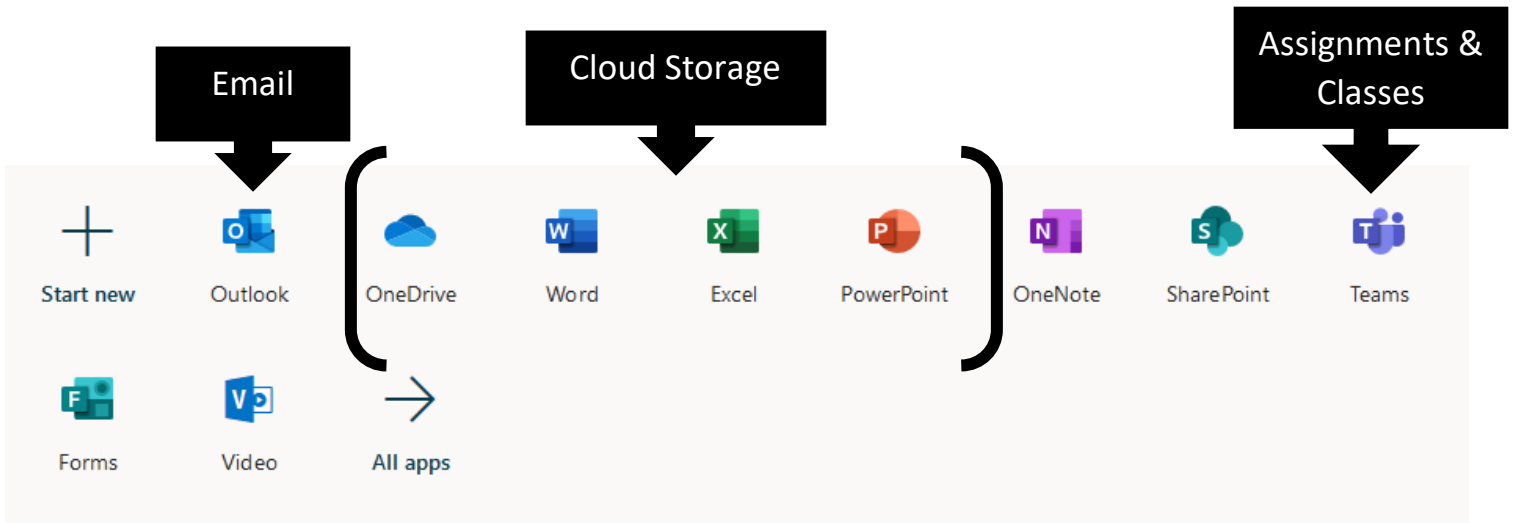 Email
Cloud Storage
Assignments &
Classes
Start new Outlook OneDrive Word Excel PowerPoint OneNote SharePoint Teams
Forms Video All apps
O W X P N S T
F V